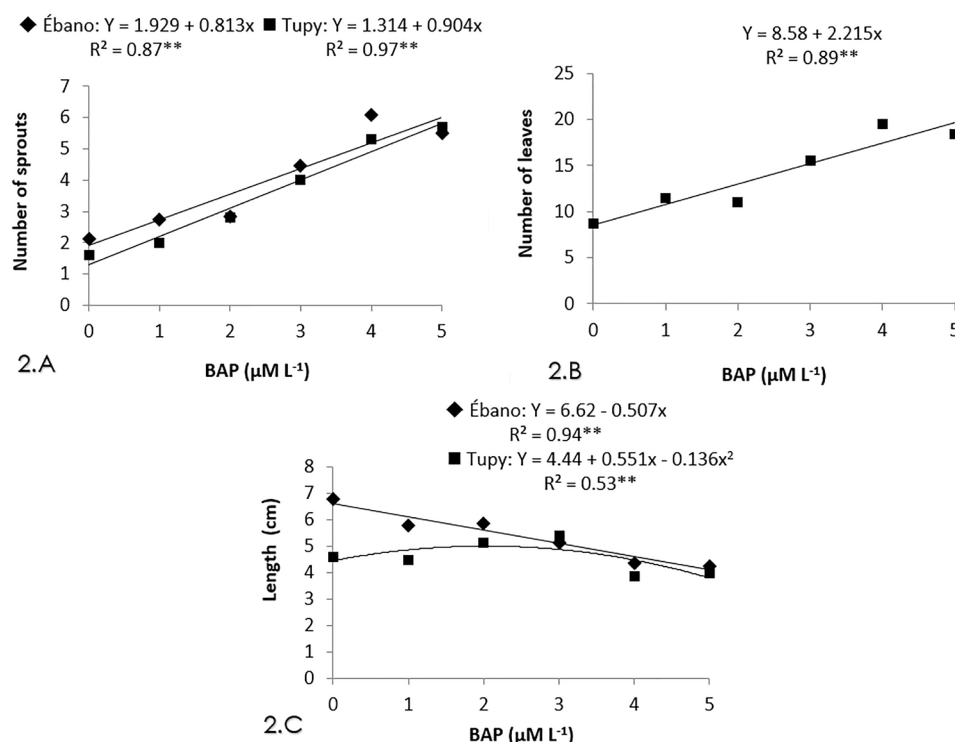 ◆ Ébano: Y = 1.929 + 0.813x ■ Tupy: Y = 1.314 + 0.904x
R² = 0.87** R² = 0.97**
Number of sprouts
7
6
5
4
3
2
1
0
0 1 2 3 4 5
BAP (µM L⁻¹)
2.A
Y = 8.58 + 2.215x
R² = 0.89**
Number of leaves
25
20
15
10
5
0
0 1 2 3 4 5
BAP (µM L⁻¹)
2.B
◆ Ébano: Y = 6.62 - 0.507x
R² = 0.94**
■ Tupy: Y = 4.44 + 0.551x - 0.136x²
R² = 0.53**
Length (cm)
8
7
6
5
4
3
2
1
0
0 1 2 3 4 5
BAP (µM L⁻¹)
2.C